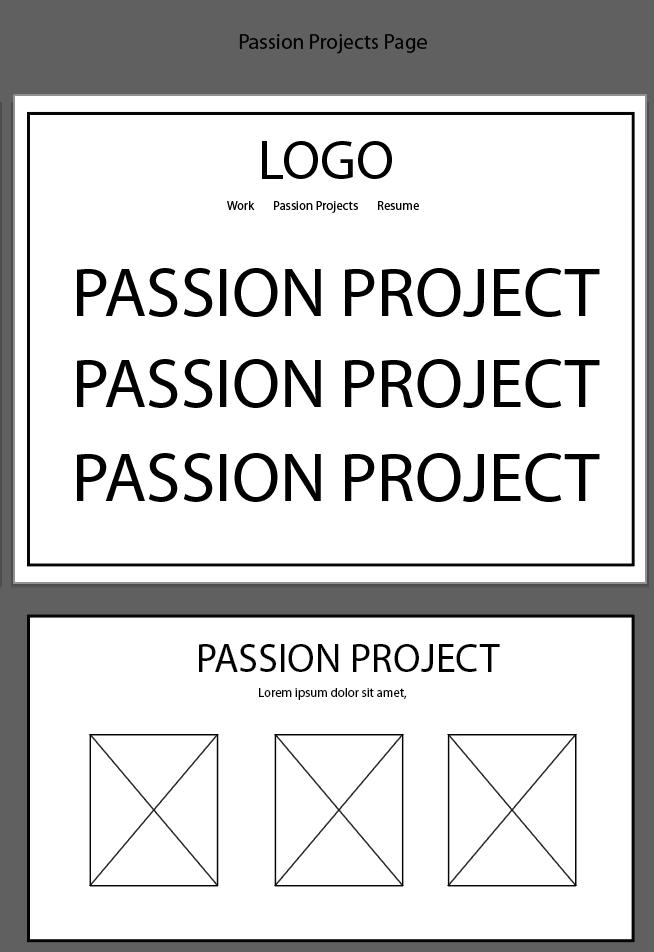 Passion Projects Page
LOGO
Work Passion Projects Resume
PASSION PROJECT
PASSION PROJECT
PASSION PROJECT
PASSION PROJECT
Lorem ipsum dolor sit amet,